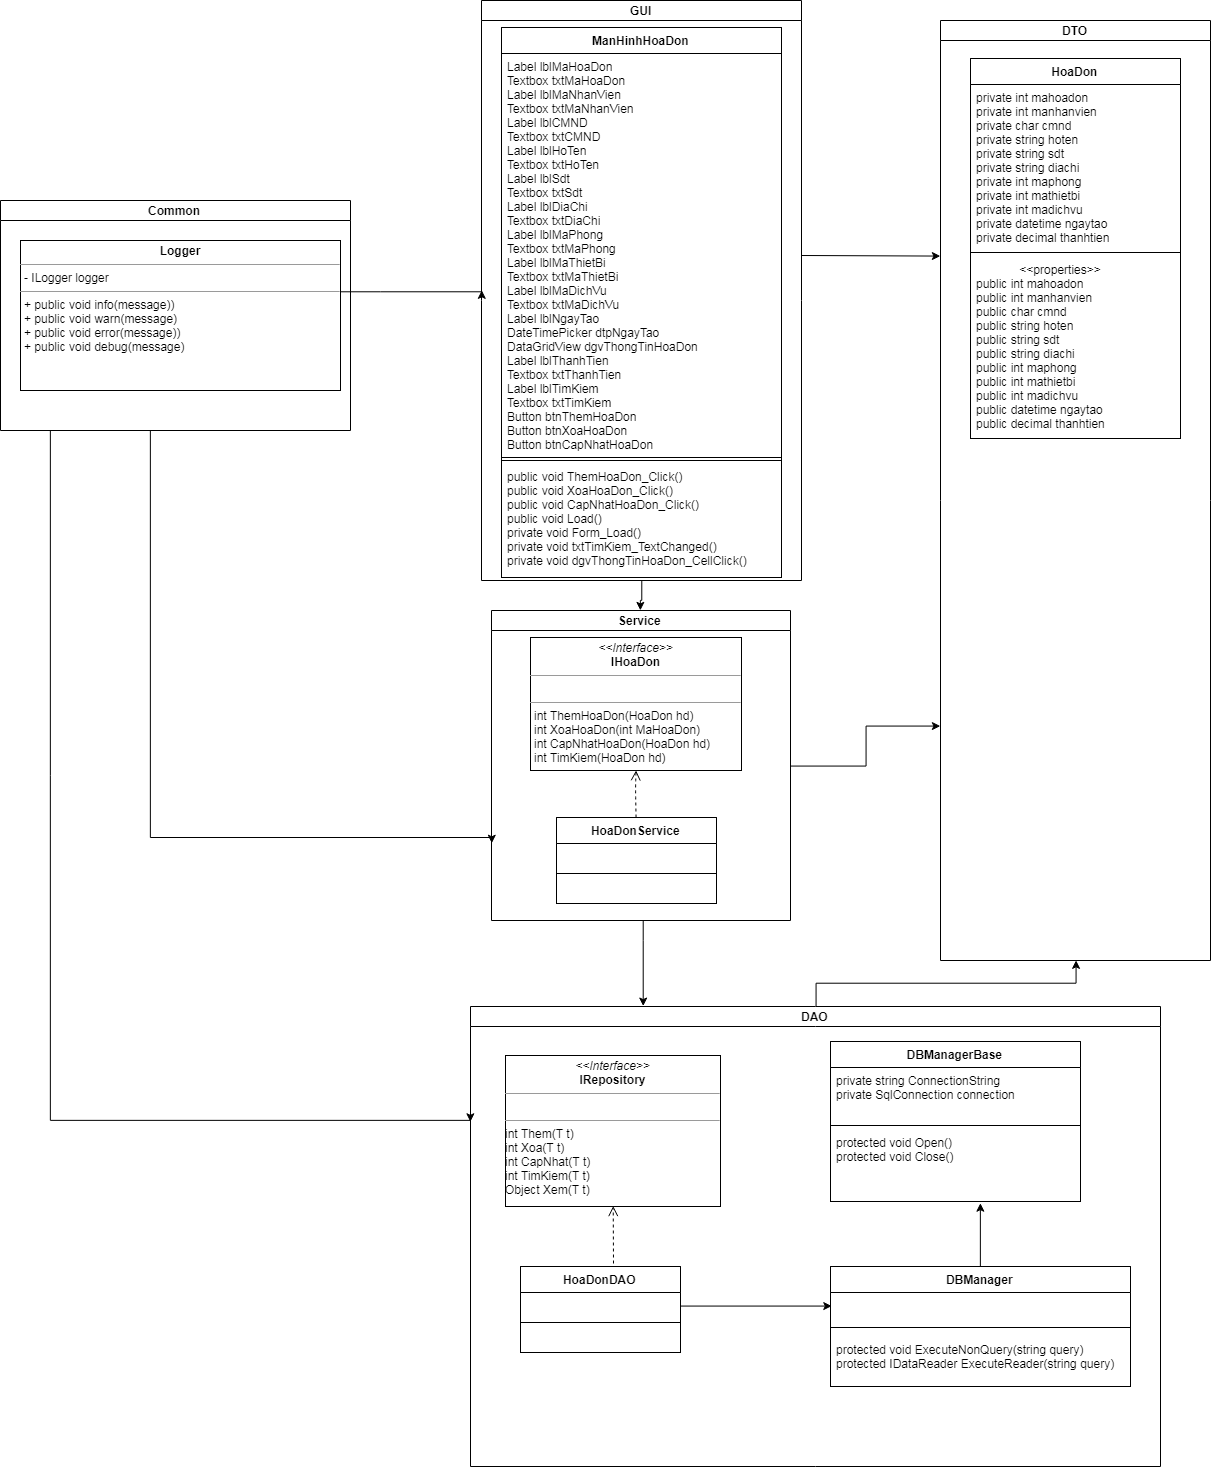 GUI
ManHinhHoaDon
Label lblMaHoaDon
Textbox txtMaHoaDon
Label lblMaNhanVien
Textbox txtMaNhanVien
Label lblCMND
Textbox txtCMND
Label lblHoTen
Textbox txtHoTen
Label lblSdt
Textbox txtSdt
Label lblDiaChi
Textbox txtDiaChi
Label lblMaPhong
Textbox txtMaPhong
Label lblMaThietBi
Textbox txtMaThietBi
Label lblMaDichVu
Textbox txtMaDichVu
Label lblNgayTao
DateTimePicker dtpNgayTao
DataGridView dgvThongTinHoaDon
Label lblThanhTien
Textbox txtThanhTien
Label lblTimKiem
Textbox txtTimKiem
Button btnThemHoaDon
Button btnXoaHoaDon
Button btnCapNhatHoaDon
public void ThemHoaDon_Click()
public void XoaHoaDon_Click()
public void CapNhatHoaDon_Click()
public void Load()
private void Form_Load()
private void txtTimKiem_TextChanged()
private void dgvThongTinHoaDon_CellClick()
DTO
HoaDon
private int mahoadon
private int manhanvien
private char cmnd
private string hoten
private string sdt
private string diachi
private int maphong
private int mathietbi
private int madichvu
private datetime ngaytao
private decimal thanhtien
<<properties>>
public int mahoadon
public int manhanvien
public char cmnd
public string hoten
public string sdt
public string diachi
public int maphong
public int mathietbi
public int madichvu
public datetime ngaytao
public decimal thanhtien
Common
Logger
- ILogger logger
+ public void info(message))
+ public void warn(message)
+ public void error(message))
+ public void debug(message)
Service
<<Interface>>
IHoaDon
int ThemHoaDon(HoaDon hd)
int XoaHoaDon(int MaHoaDon)
int CapNhatHoaDon(HoaDon hd)
int TimKiem(HoaDon hd)
HoaDonService
DAO
<<Interface>>
IRepository
int Them(T t)
int Xoa(T t)
int CapNhat(T t)
int TimKiem(T t)
Object Xem(T t)
DBManagerBase
private string ConnectionString
private SqlConnection connection
protected void Open()
protected void Close()
HoaDonDAO
DBManager
protected void ExecuteNonQuery(string query)
protected IDataReader ExecuteReader(string query)